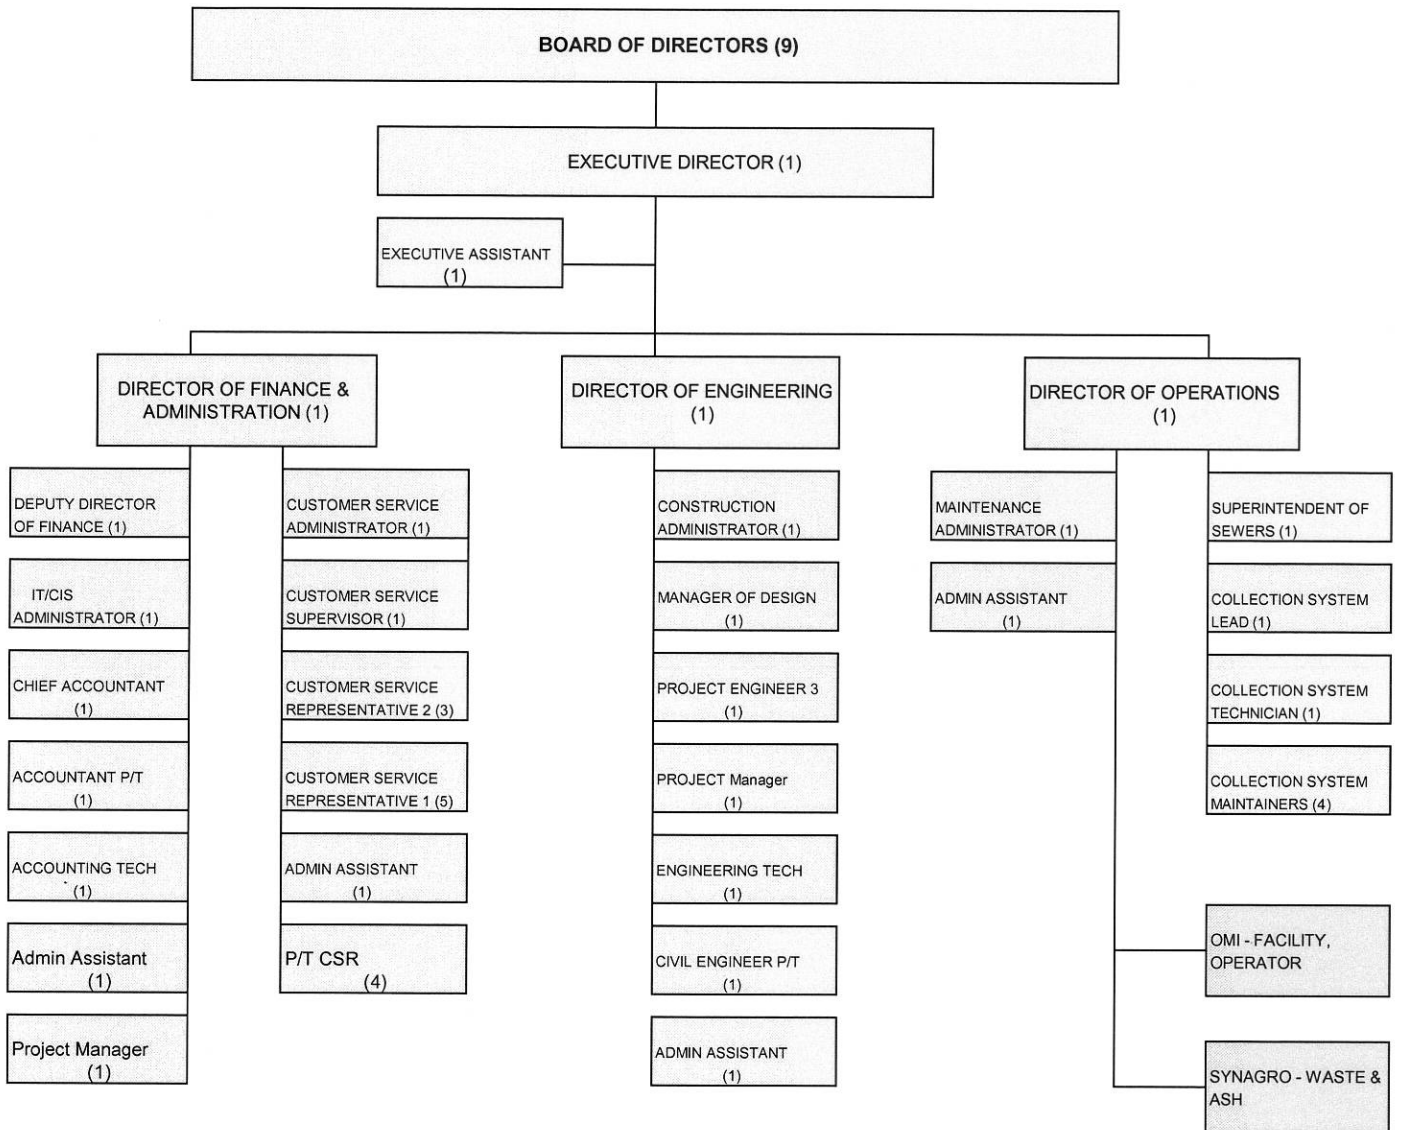 BOARD OF DIRECTORS (9)
EXECUTIVE DIRECTOR (1)
EXECUTIVE ASSISTANT
(1)
DIRECTOR OF FINANCE &
ADMINISTRATION (1)
DIRECTOR OF ENGINEERING
(1)
DIRECTOR OF OPERATIONS
(1)
DEPUTY DIRECTOR
OF FINANCE (1)
IT/CIS
ADMINISTRATOR (1)
CHIEF ACCOUNTANT
(1)
ACCOUNTANT P/T
(1)
ACCOUNTING TECH
(1)
Admin Assistant
(1)
Project Manager
(1)
CUSTOMER SERVICE
ADMINISTRATOR (1)
CUSTOMER SERVICE
SUPERVISOR (1)
CUSTOMER SERVICE
REPRESENTATIVE 2 (3)
CUSTOMER SERVICE
REPRESENTATIVE 1 (5)
ADMIN ASSISTANT
(1)
P/T CSR
(4)
CONSTRUCTION
ADMINISTRATOR (1)
MANAGER OF DESIGN
(1)
PROJECT ENGINEER 3
(1)
PROJECT Manager
(1)
ENGINEERING TECH
(1)
CIVIL ENGINEER P/T
(1)
ADMIN ASSISTANT
(1)
MAINTENANCE
ADMINISTRATOR (1)
ADMIN ASSISTANT
(1)
SUPERINTENDENT OF
SEWERS (1)
COLLECTION SYSTEM
LEAD (1)
COLLECTION SYSTEM
TECHNICIAN (1)
COLLECTION SYSTEM
MAINTAINERS (4)
OMI - FACILITY,
OPERATOR
SYNAGRO - WASTE &
ASH